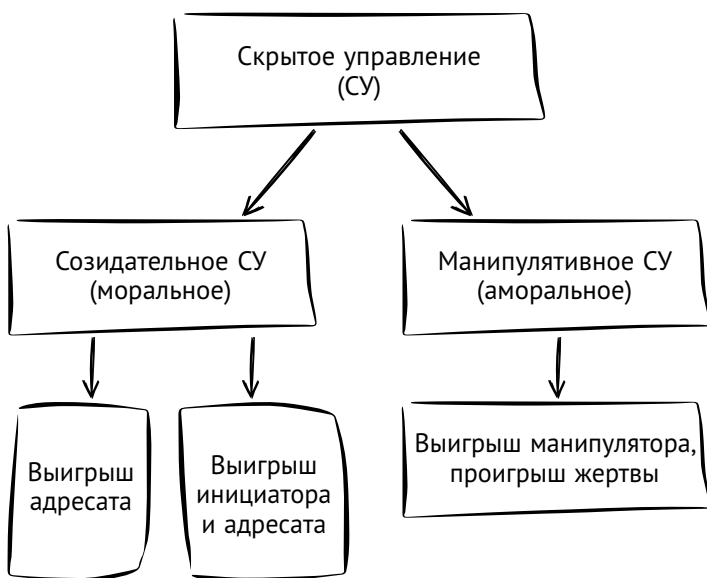 Скрытое управление
(СУ)
Созидательное СУ
(моральное)
Манипулятивное СУ
(аморальное)
Выигрыш
адресата
Выигрыш
инициатора
и адресата
Выигрыш манипулятора,
проигрыш жертвы